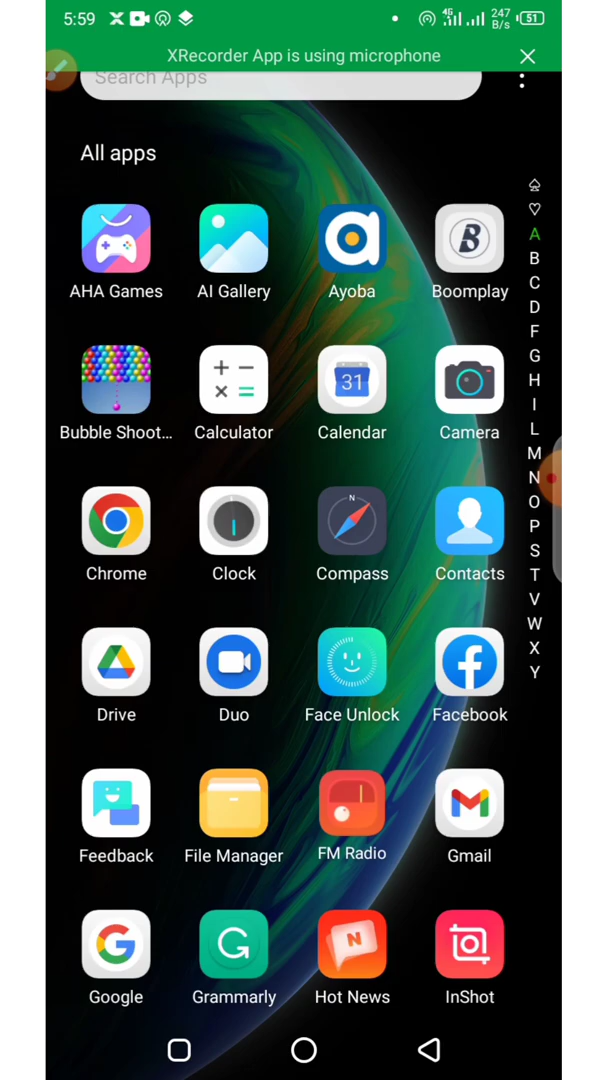 5:59 4G 247 B/s 51
XRecorder App is using microphone
Search Apps
All apps
A
B
C
D
F
G
H
I
L
M
N
O
P
S
T
V
W
X
Y
AHA Games AI Gallery Ayoba Boomplay
Bubble Shoot... Calculator Calendar Camera
31
Chrome Clock Compass Contacts
N
Drive Duo Face Unlock Facebook
Feedback File Manager FM Radio Gmail
Google Grammarly Hot News InShot